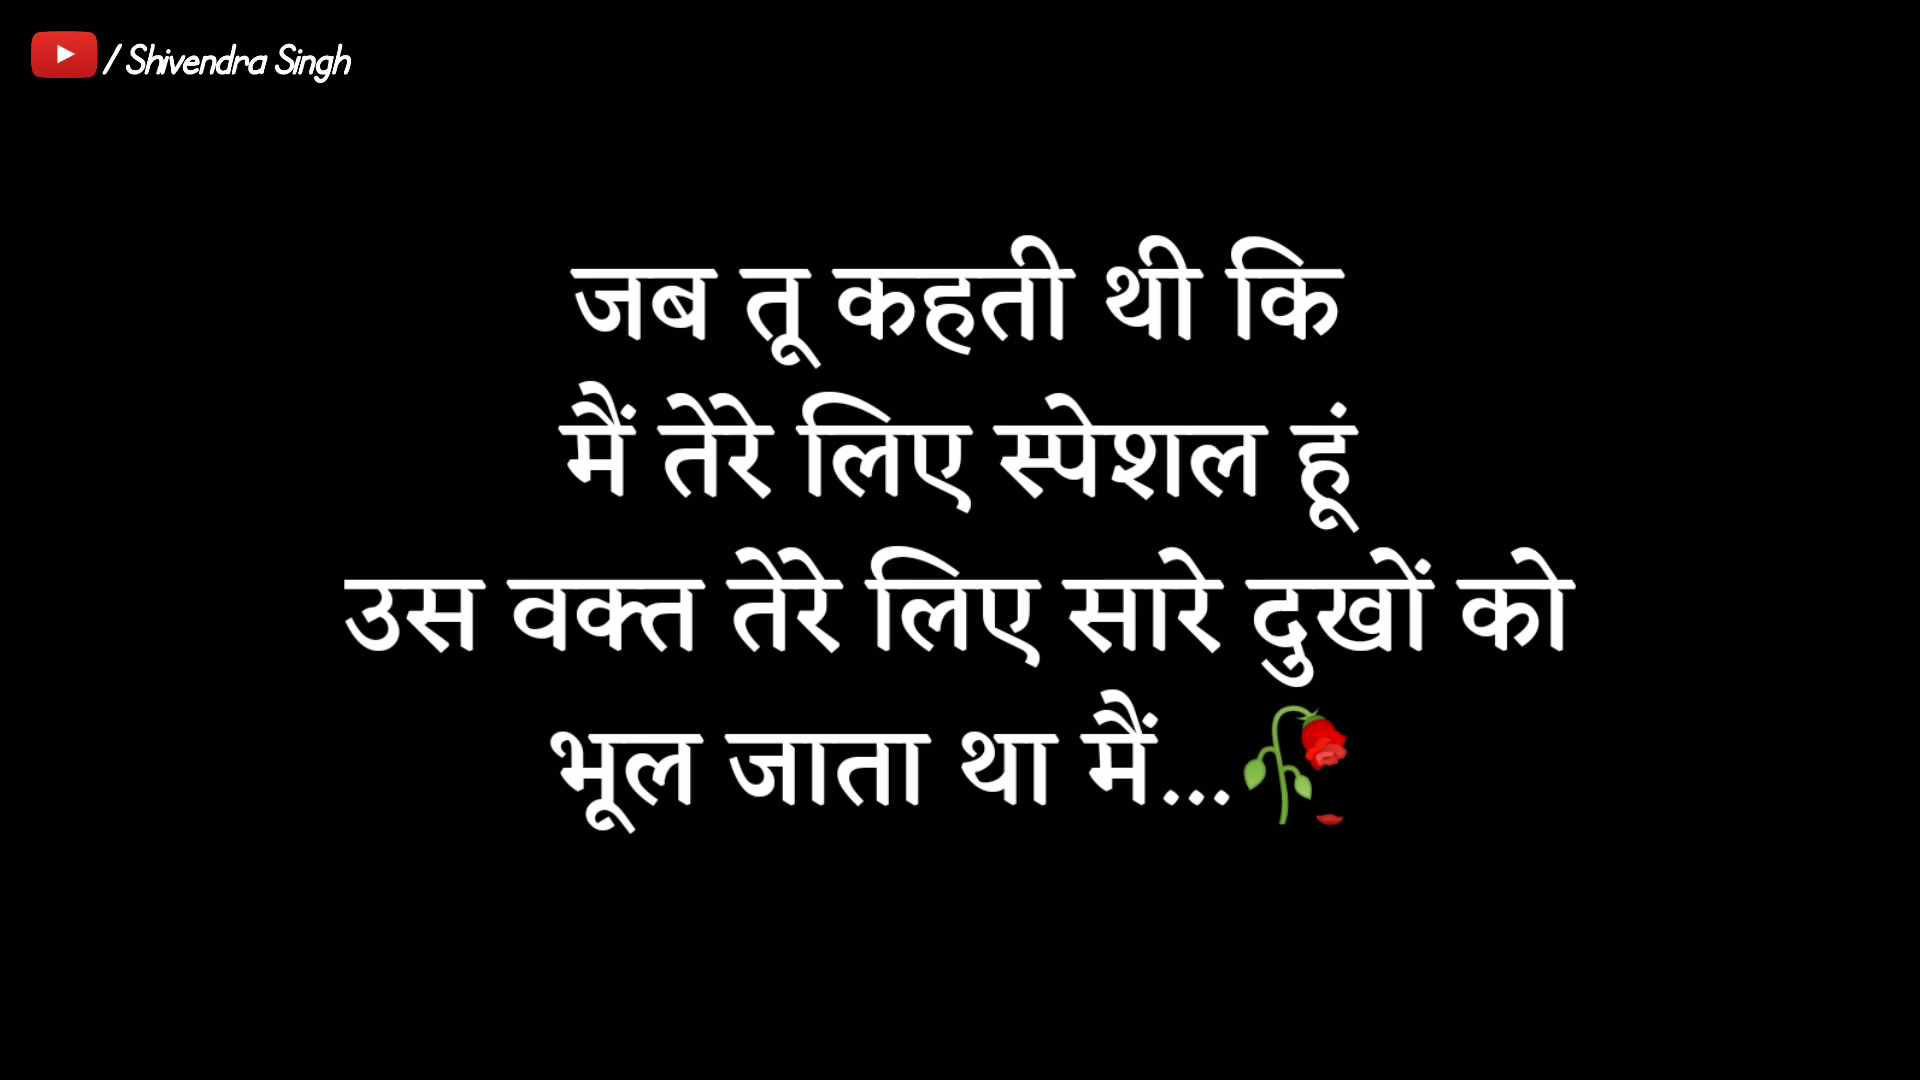 / Shivendra Singh
जब तू कहती थी कि
मैं तेरे लिए स्पेशल हूं
उस वक्त तेरे लिए सारे दुखों को
भूल जाता था मैं...🥀